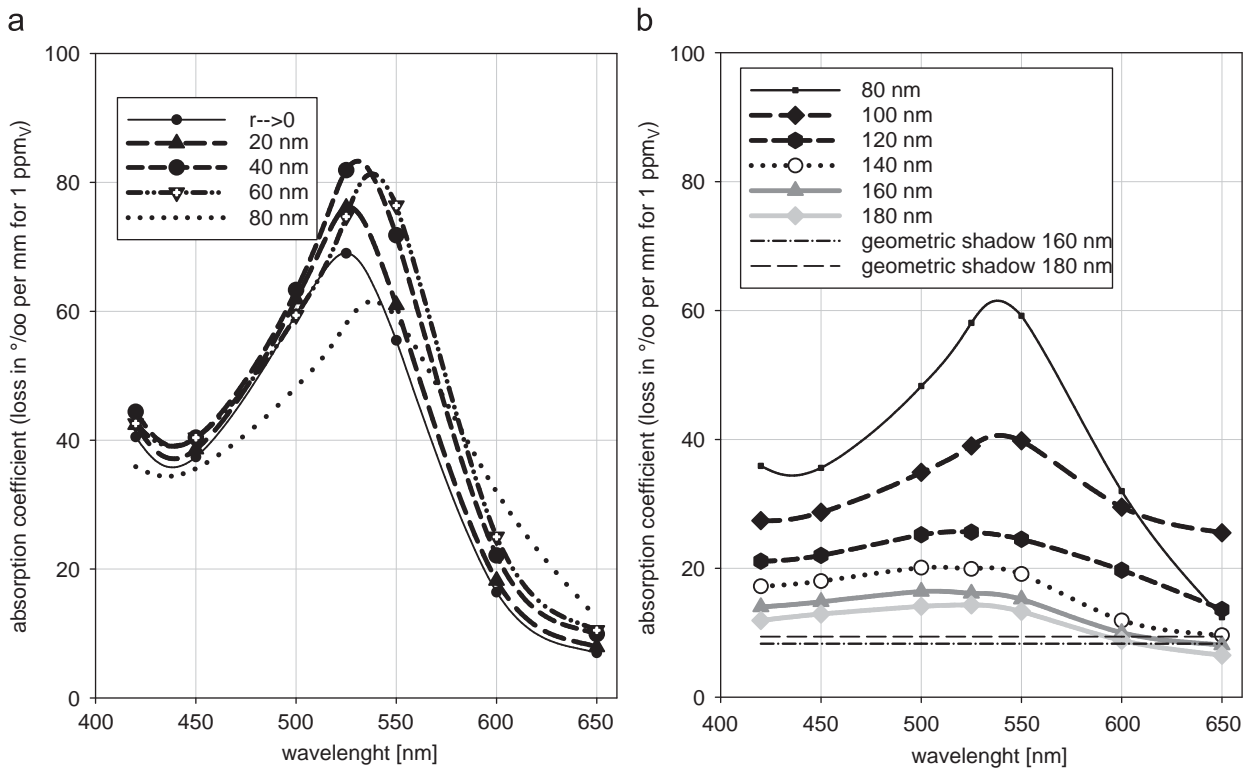 a
absorption coefficient (loss in °/oo per mm for 1 ppmV)
100
80
60
40
20
0
r-->0
20 nm
40 nm
60 nm
80 nm
400
450
500
550
600
650
wavelenght [nm]
b
absorption coefficient (loss in °/oo per mm for 1 ppmV)
100
80
60
40
20
0
80 nm
100 nm
120 nm
140 nm
160 nm
180 nm
geometric shadow 160 nm
geometric shadow 180 nm
400
450
500
550
600
650
wavelenght [nm]